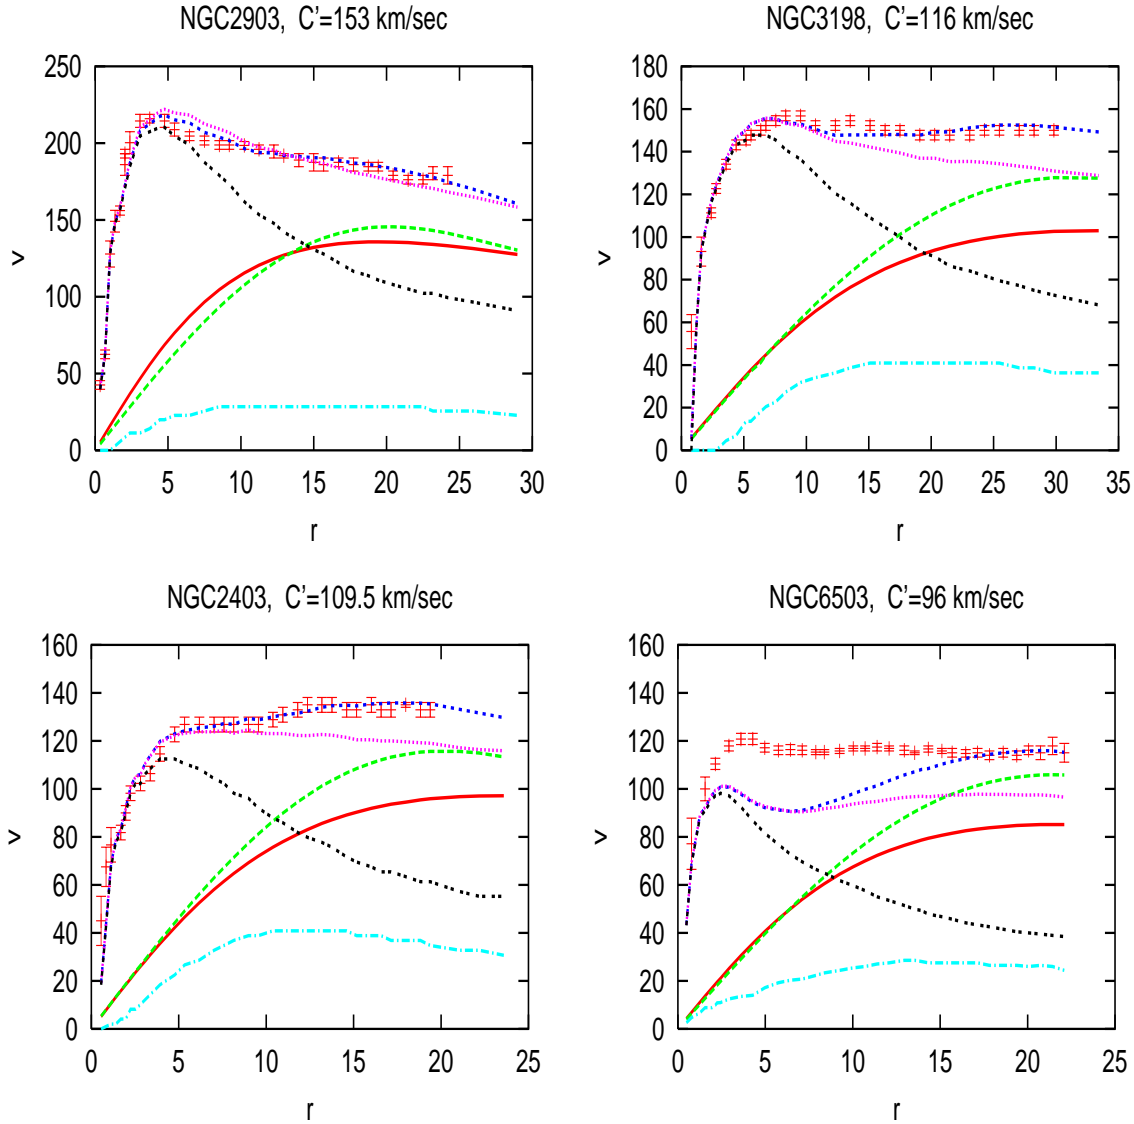 NGC2903, C'=153 km/sec
250
200
150
100
50
0
0 5 10 15 20 25 30
v
r
NGC3198, C'=116 km/sec
180
160
140
120
100
80
60
40
20
0
0 5 10 15 20 25 30 35
v
r
NGC2403, C'=109.5 km/sec
160
140
120
100
80
60
40
20
0
0 5 10 15 20 25
v
r
NGC6503, C'=96 km/sec
160
140
120
100
80
60
40
20
0
0 5 10 15 20 25
v
r